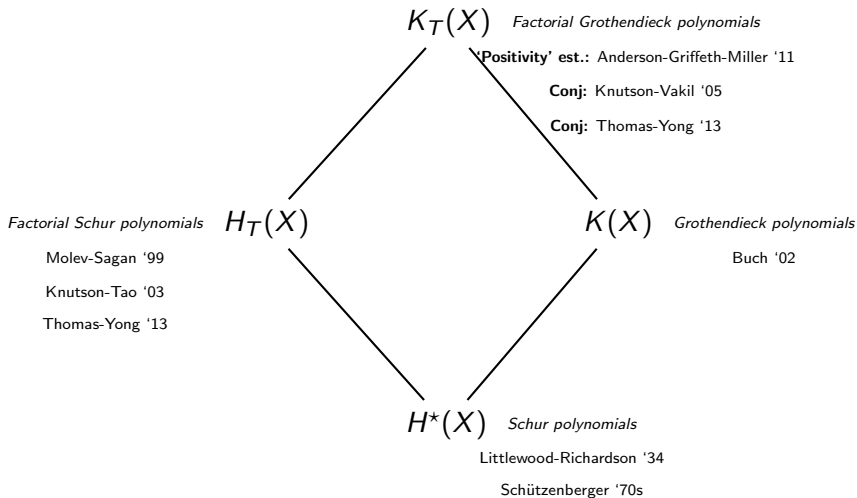 K_T(X) Factorial Grothendieck polynomials
‘Positivity’ est.: Anderson-Griffeth-Miller ‘11
Conj: Knutson-Vakil ‘05
Conj: Thomas-Yong ‘13
Factorial Schur polynomials H_T(X)
Molev-Sagan ‘99
Knutson-Tao ‘03
Thomas-Yong ‘13
K(X) Grothendieck polynomials
Buch ‘02
H⋆(X) Schur polynomials
Littlewood-Richardson ‘34
Schützenberger ‘70s